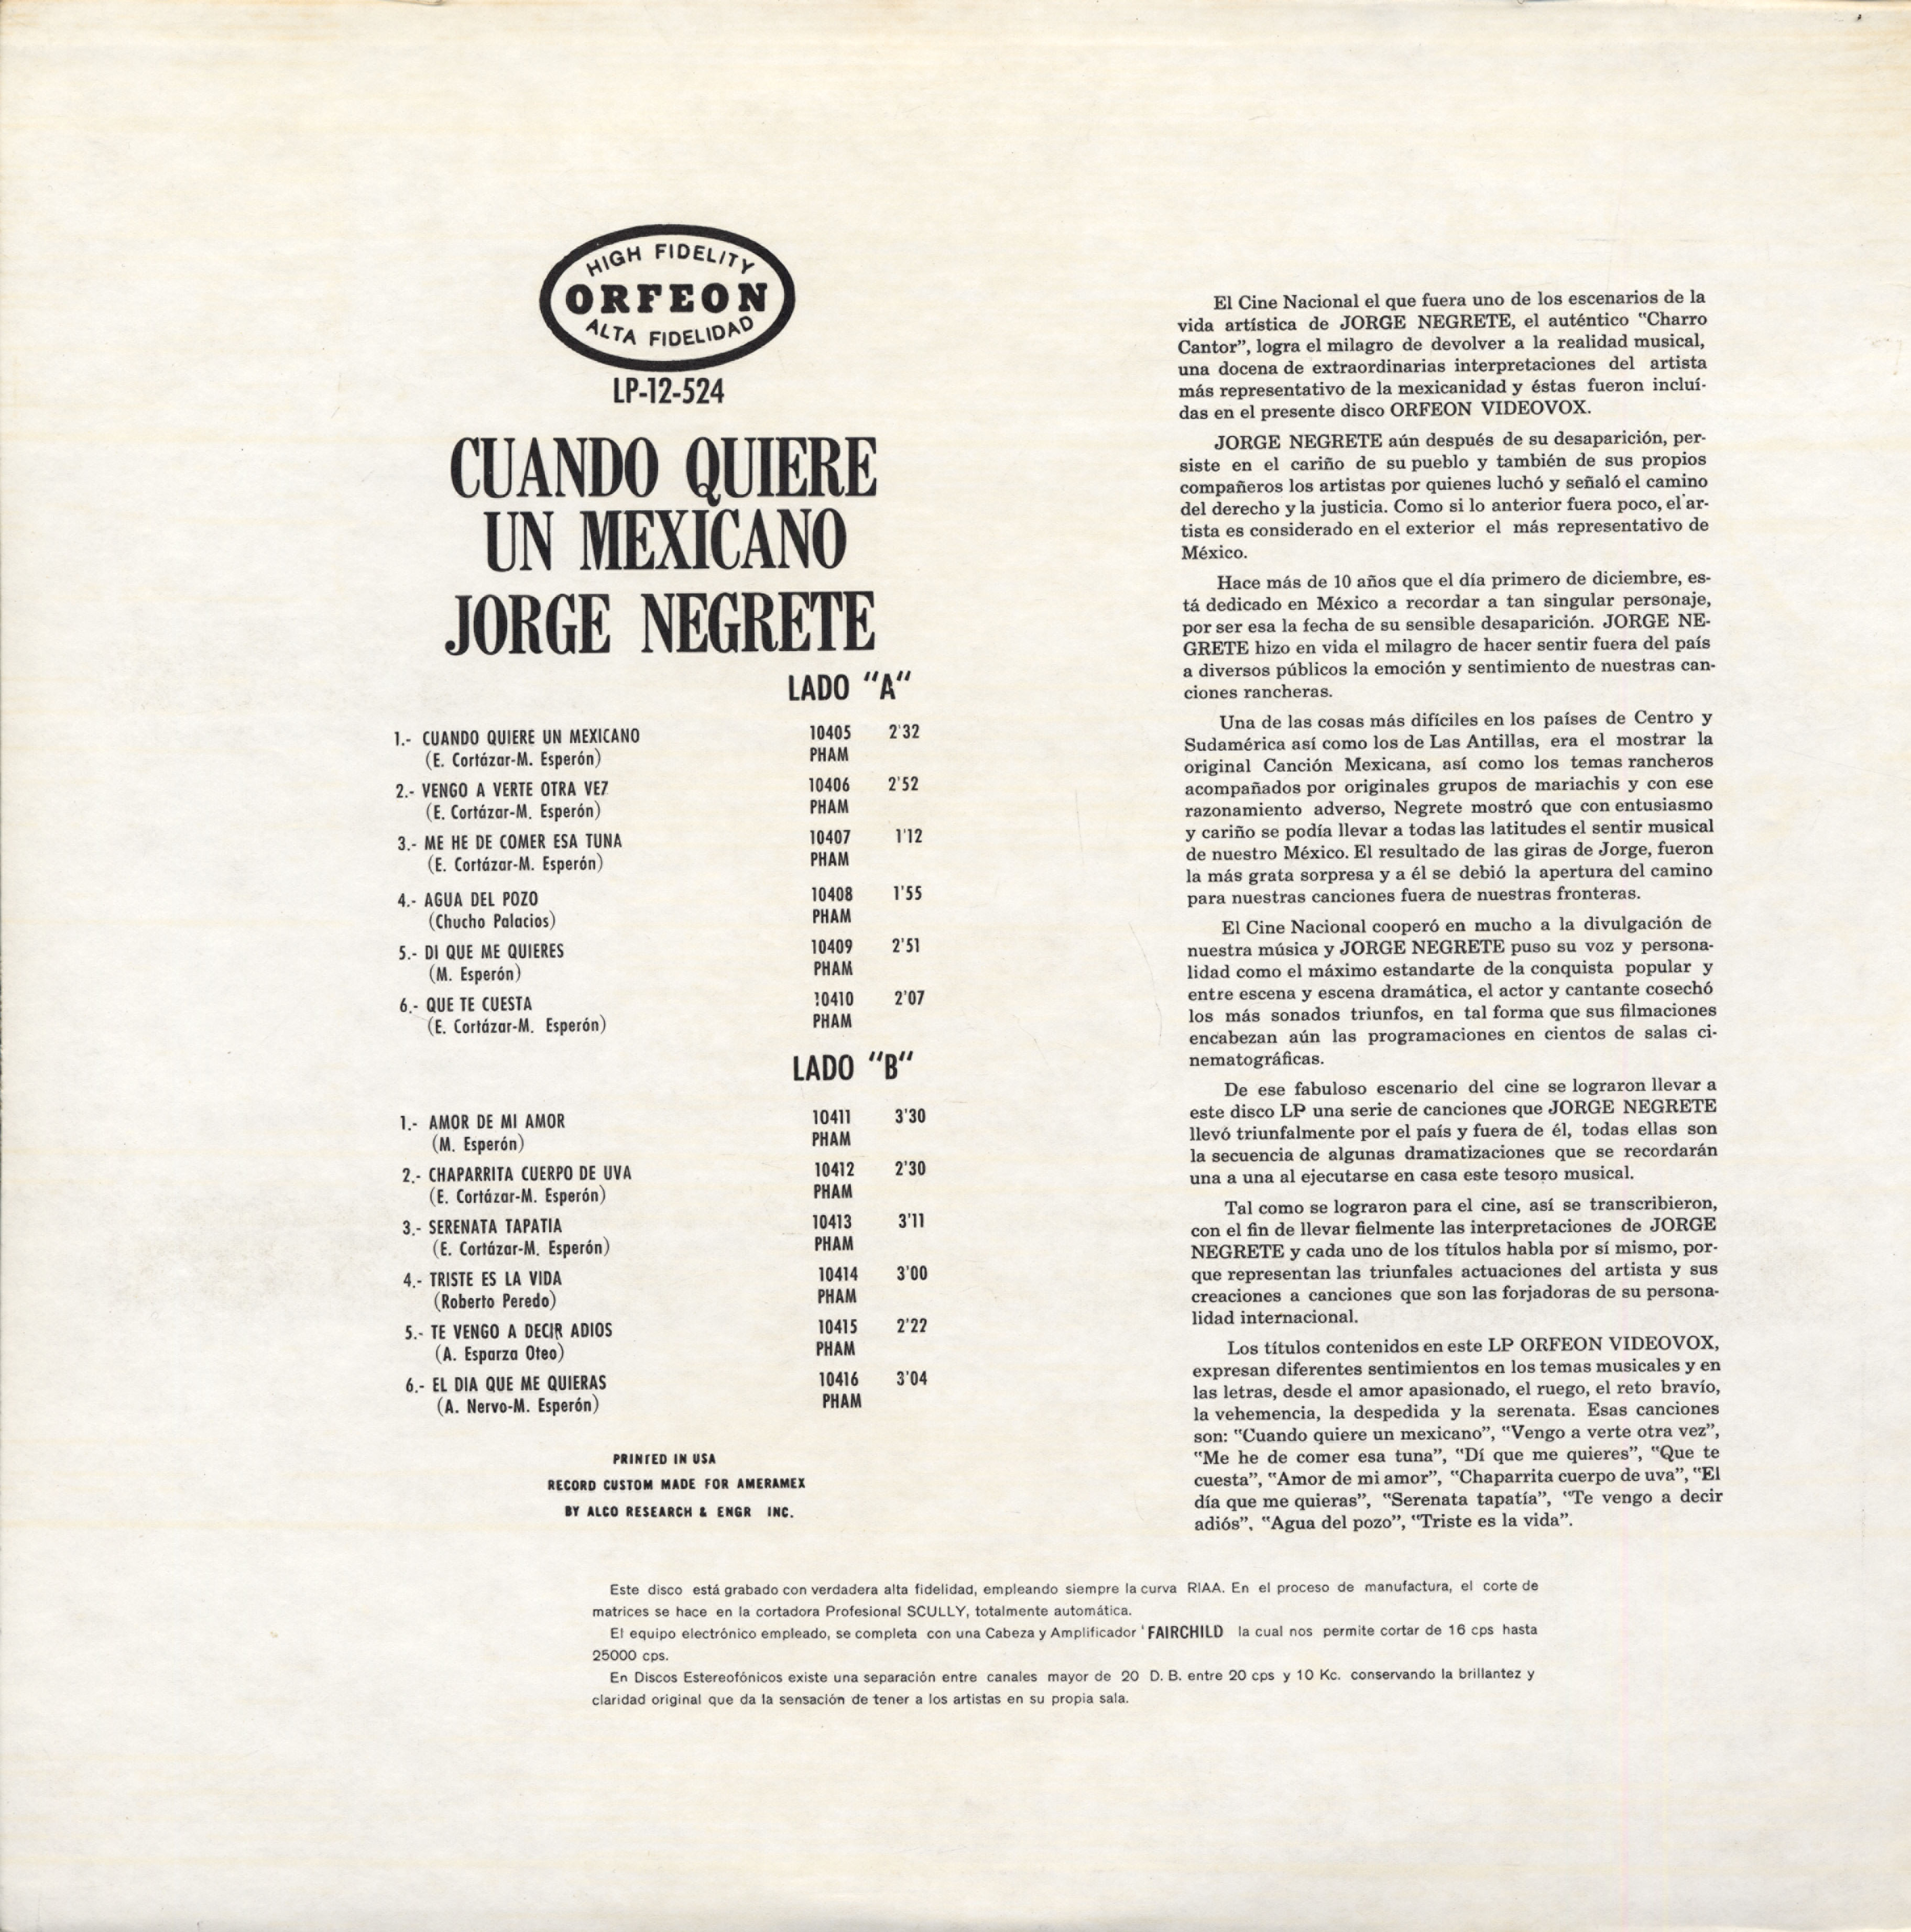 HIGH FIDELITY
ORFEON
ALTA FIDELIDAD
LP-12-524
CUANDO QUIERE
UN MEXICANO
JORGE NEGRETE
LADO "A"
1.- CUANDO QUIERE UN MEXICANO 10405 2'32
(E. Cortázar-M. Esperón) PHAM
2.- VENGO A VERTE OTRA VEZ 10406 2'52
(E. Cortázar-M. Esperón) PHAM
3.- ME HE DE COMER ESA TUNA 10407 1'12
(E. Cortázar-M. Esperón) PHAM
4.- AGUA DEL POZO 10408 1'55
(Chucho Palacios) PHAM
5.- DI QUE ME QUIERES 10409 2'51
(M. Esperón) PHAM
6.- QUE TE CUESTA 10410 2'07
(E. Cortázar-M. Esperón) PHAM
LADO "B"
1.- AMOR DE MI AMOR 10411 3'30
(M. Esperón) PHAM
2.- CHAPARRITA CUERPO DE UVA 10412 2'30
(E. Cortázar-M. Esperón) PHAM
3.- SERENATA TAPATIA 10413 3'11
(E. Cortázar-M. Esperón) PHAM
4.- TRISTE ES LA VIDA 10414 3'00
(Roberto Peredo) PHAM
5.- TE VENGO A DECIR ADIOS 10415 2'22
(A. Esparza Oteo) PHAM
6.- EL DIA QUE ME QUIERAS 10416 3'04
(A. Nervo-M. Esperón) PHAM
PRINTED IN USA
RECORD CUSTOM MADE FOR AMERAMEX
BY ALCO RESEARCH & ENGR INC.
El Cine Nacional el que fuera uno de los escenarios de la
vida artística de JORGE NEGRETE, el auténtico "Charro
Cantor", logra el milagro de devolver a la realidad musical,
una docena de extraordinarias interpretaciones del artista
más representativo de la mexicanidad y éstas fueron incluí-
das en el presente disco ORFEON VIDEOVOX.
JORGE NEGRETE aún después de su desaparición, per-
siste en el cariño de su pueblo y también de sus propios
compañeros los artistas por quienes luchó y señaló el camino
del derecho y la justicia. Como si lo anterior fuera poco, el ar-
tista es considerado en el exterior el más representativo de
México.
Hace más de 10 años que el día primero de diciembre, es-
tá dedicado en México a recordar a tan singular personaje,
por ser esa la fecha de su sensible desaparición. JORGE NE-
GRETE hizo en vida el milagro de hacer sentir fuera del país
a diversos públicos la emoción y sentimiento de nuestras can-
ciones rancheras.
Una de las cosas más difíciles en los países de Centro y
Sudamérica así como los de Las Antillas, era el mostrar la
original Canción Mexicana, así como los temas rancheros
acompañados por originales grupos de mariachis y con ese
razonamiento adverso, Negrete mostró que con entusiasmo
y cariño se podía llevar a todas las latitudes el sentir musical
de nuestro México. El resultado de las giras de Jorge, fueron
la más grata sorpresa y a él se debió la apertura del camino
para nuestras canciones fuera de nuestras fronteras.
El Cine Nacional cooperó en mucho a la divulgación de
nuestra música y JORGE NEGRETE puso su voz y persona-
lidad como el máximo estandarte de la conquista popular y
entre escena y escena dramática, el actor y cantante cosechó
los más sonados triunfos, en tal forma que sus filmaciones
encabezan aún las programaciones en cientos de salas ci-
nematográficas.
De ese fabuloso escenario del cine se lograron llevar a
este disco LP una serie de canciones que JORGE NEGRETE
llevó triunfalmente por el país y fuera de él, todas ellas son
la secuencia de algunas dramatizaciones que se recordarán
una a una al ejecutarse en casa este tesoro musical.
Tal como se lograron para el cine, así se transcribieron,
con el fin de llevar fielmente las interpretaciones de JORGE
NEGRETE y cada uno de los títulos habla por sí mismo, por-
que representan las triunfales actuaciones del artista y sus
creaciones a canciones que son las forjadoras de su persona-
lidad internacional.
Los títulos contenidos en este LP ORFEON VIDEOVOX,
expresan diferentes sentimientos en los temas musicales y en
las letras, desde el amor apasionado, el ruego, el reto bravío,
la vehemencia, la despedida y la serenata. Esas canciones
son: "Cuando quiere un mexicano", "Vengo a verte otra vez",
"Me he de comer esa tuna", "Dí que me quieres", "Que te
cuesta", "Amor de mi amor", "Chaparrita cuerpo de uva", "El
día que me quieras", "Serenata tapatía", "Te vengo a decir
adiós", "Agua del pozo", "Triste es la vida".
Este disco está grabado con verdadera alta fidelidad, empleando siempre la curva RIAA. En el proceso de manufactura, el corte de
matrices se hace en la cortadora Profesional SCULLY, totalmente automática.
El equipo electrónico empleado, se completa con una Cabeza y Amplificador ' FAIRCHILD la cual nos permite cortar de 16 cps hasta
25000 cps.
En Discos Estereofónicos existe una separación entre canales mayor de 20 D. B. entre 20 cps y 10 Kc. conservando la brillantez y
claridad original que da la sensación de tener a los artistas en su propia sala.